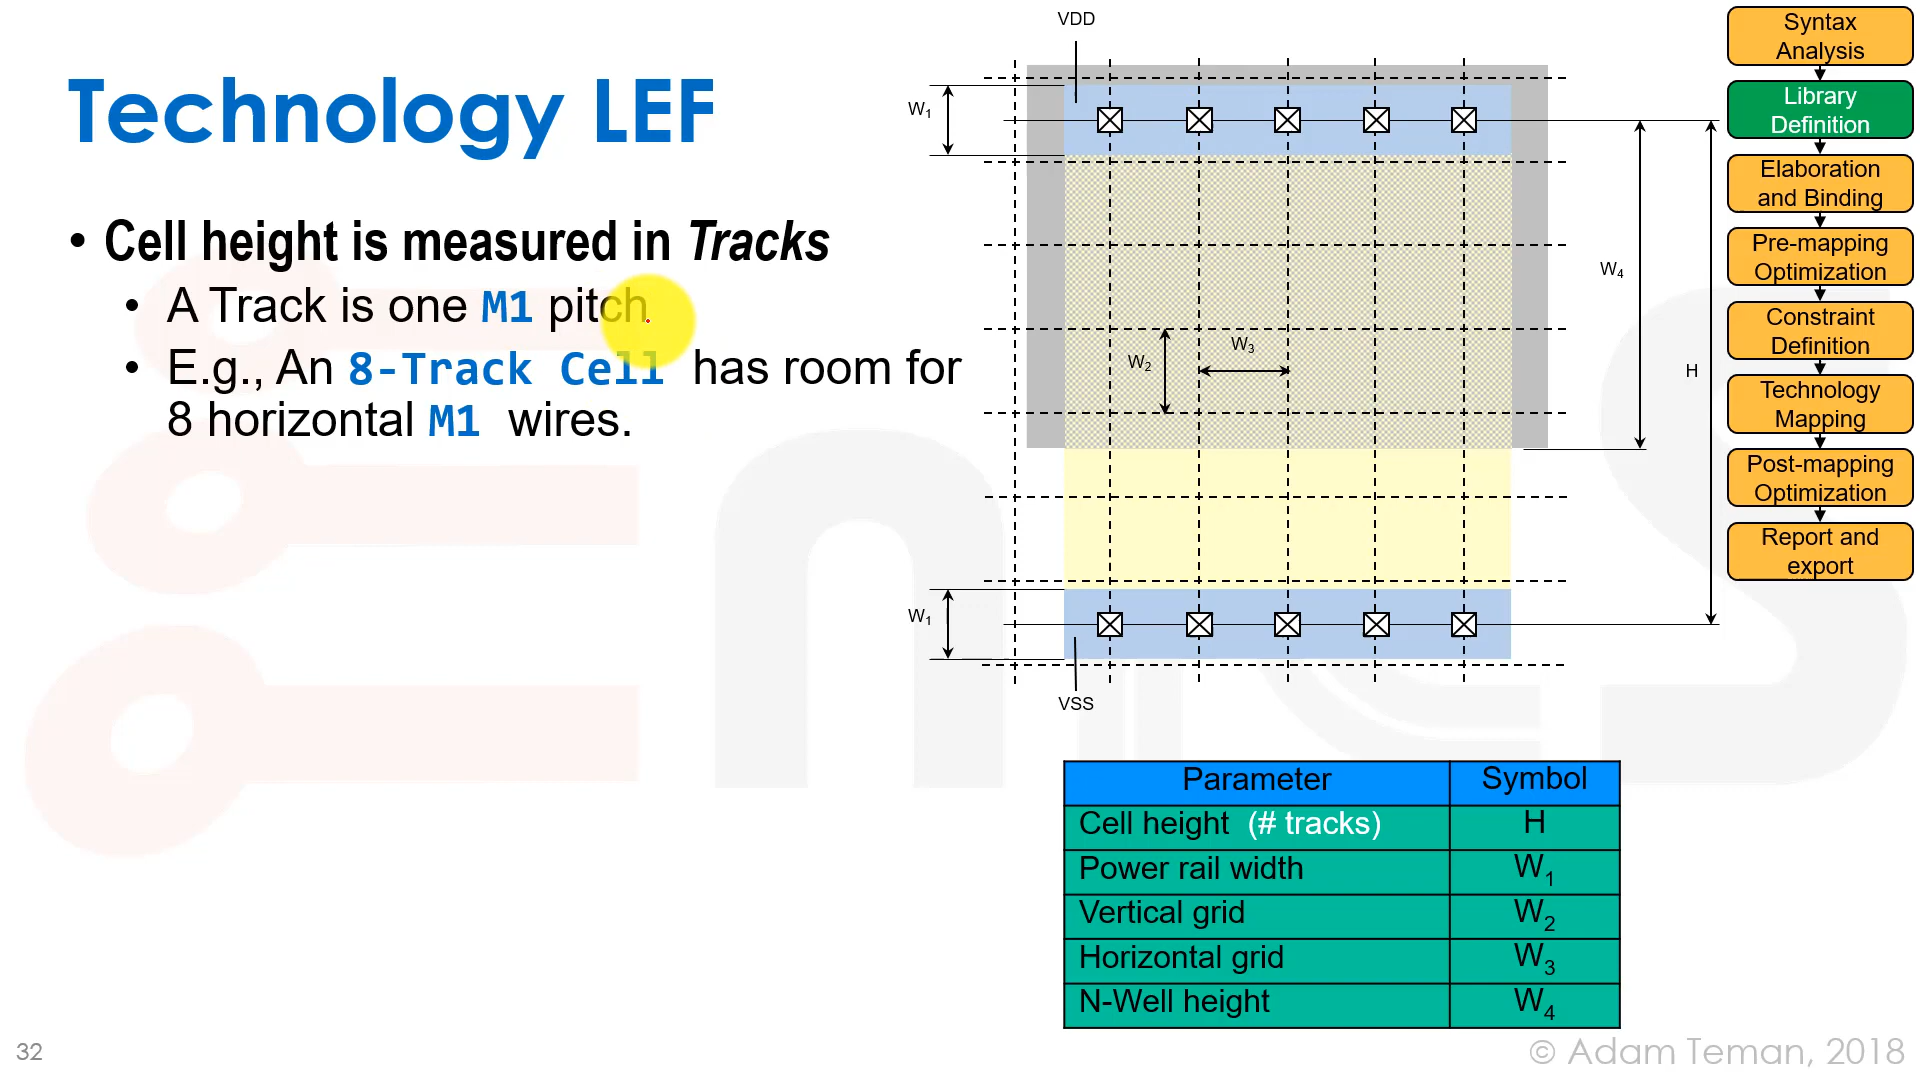 Technology LEF
• Cell height is measured in Tracks
• A Track is one M1 pitch
• E.g., An 8-Track Cell has room for
8 horizontal M1 wires.
VDD
W1
W4
W3
W2
H
W1
VSS
Parameter Symbol
Cell height (# tracks) H
Power rail width W1
Vertical grid W2
Horizontal grid W3
N-Well height W4
Syntax
Analysis
Library
Definition
Elaboration
and Binding
Pre-mapping
Optimization
Constraint
Definition
Technology
Mapping
Post-mapping
Optimization
Report and
export
32
© Adam Teman, 2018